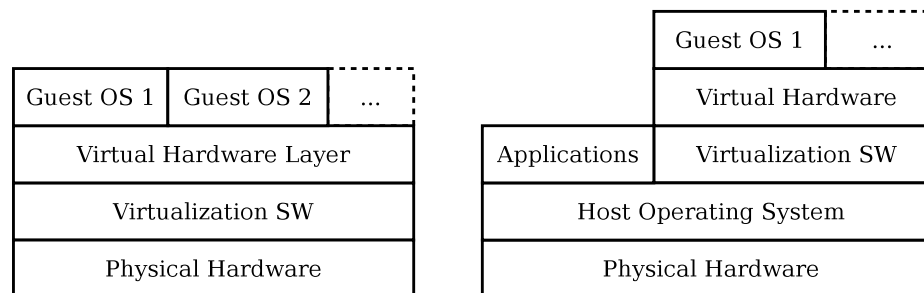 Guest OS 1 Guest OS 2 ...
Virtual Hardware Layer
Virtualization SW
Physical Hardware
Guest OS 1 ...
Virtual Hardware
Applications Virtualization SW
Host Operating System
Physical Hardware